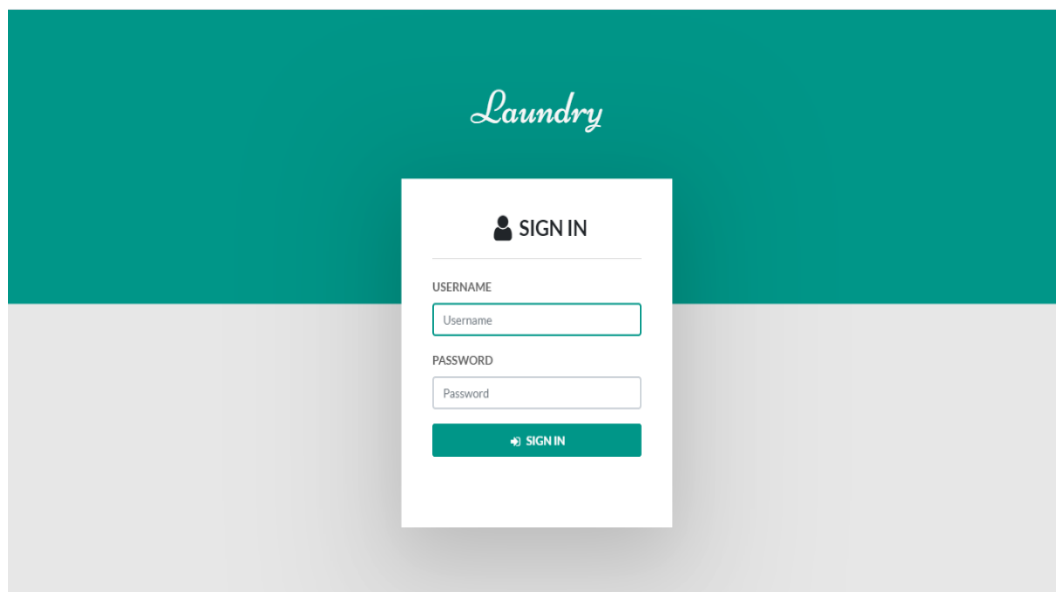 Laundry
SIGN IN
USERNAME
Username
PASSWORD
Password
SIGN IN